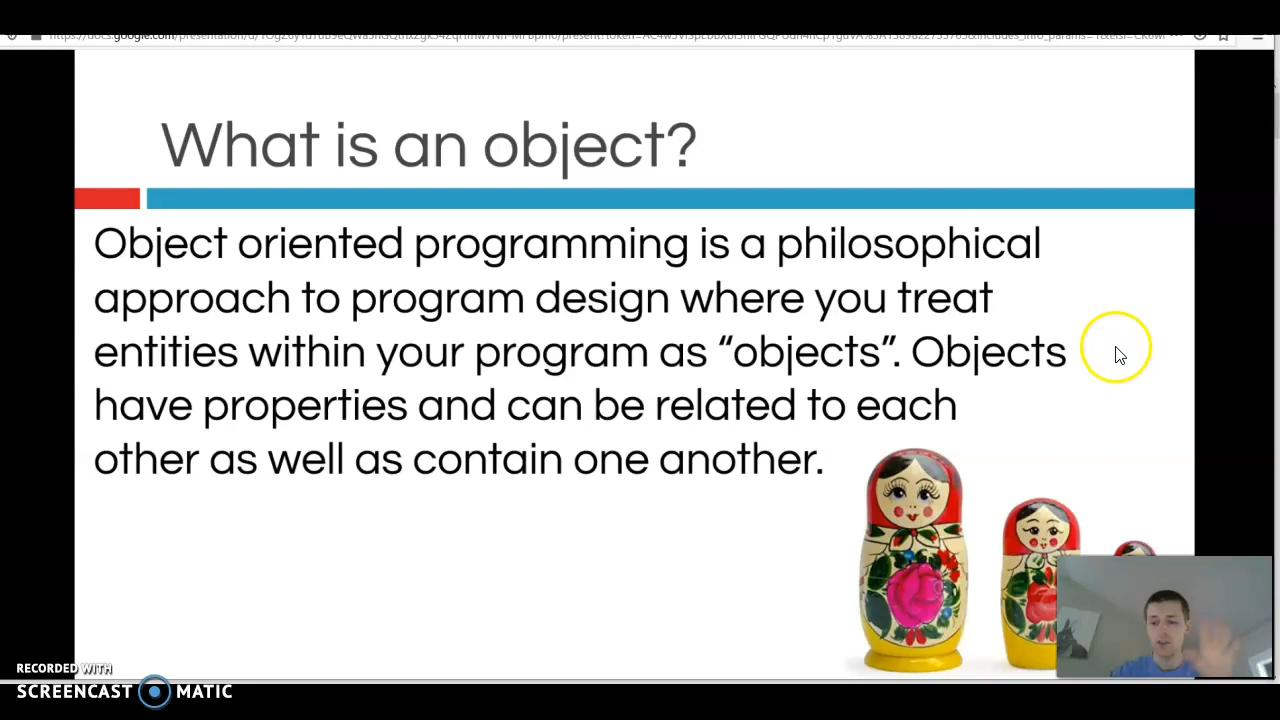 What is an object?
Object oriented programming is a philosophical
approach to program design where you treat
entities within your program as “objects”. Objects
have properties and can be related to each
other as well as contain one another.
RECORDED WITH
SCREENCAST MATIC